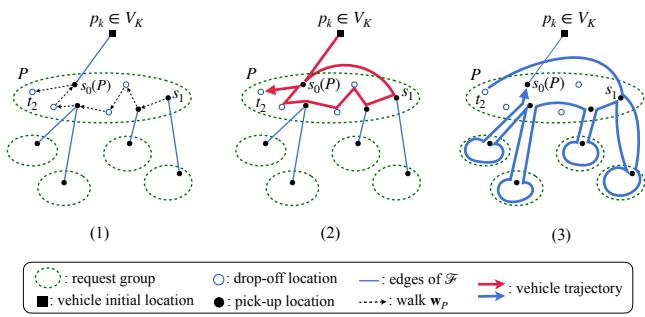 p_k ∈ V_K
p_k ∈ V_K
p_k ∈ V_K
P
s_0(P)
t_2
s_1
P
s_0(P)
t_2
s_1
P
s_0(P)
t_2
s_1
(1)
(2)
(3)
: request group
: drop-off location
: edges of ℱ
: vehicle trajectory
: vehicle initial location
: pick-up location
: walk w_P